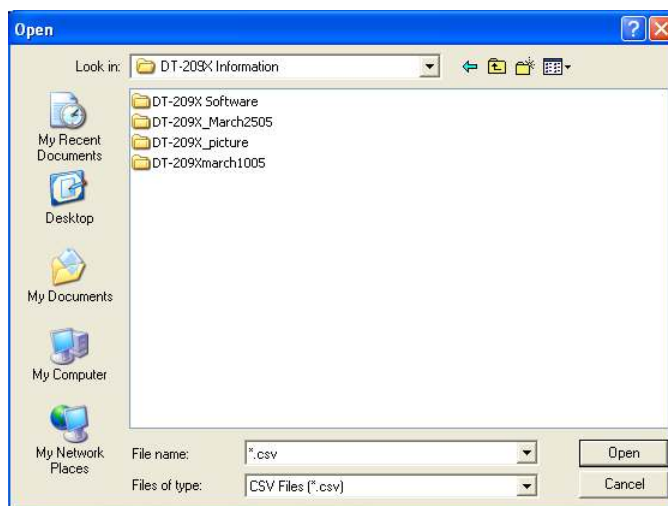 Open
Look in: DT-209X Information
DT-209X Software
DT-209X_March2505
DT-209X_picture
DT-209Xmarch1005
My Recent
Documents
Desktop
My Documents
My Computer
My Network
Places
File name: *.csv Open
Files of type: CSV Files (*.csv) Cancel